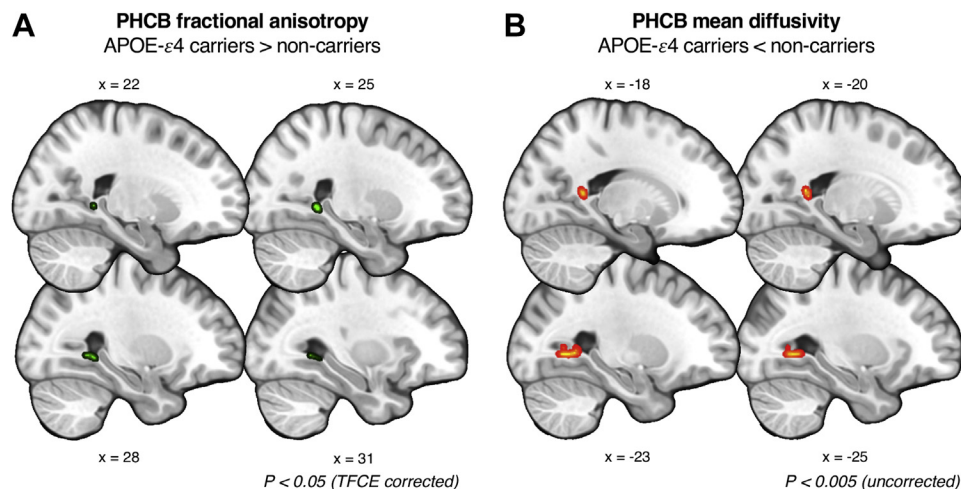 A
PHCB fractional anisotropy
APOE-ε4 carriers > non-carriers
x = 22
x = 25
x = 28
x = 31
P < 0.05 (TFCE corrected)
B
PHCB mean diffusivity
APOE-ε4 carriers < non-carriers
x = -18
x = -20
x = -23
x = -25
P < 0.005 (uncorrected)